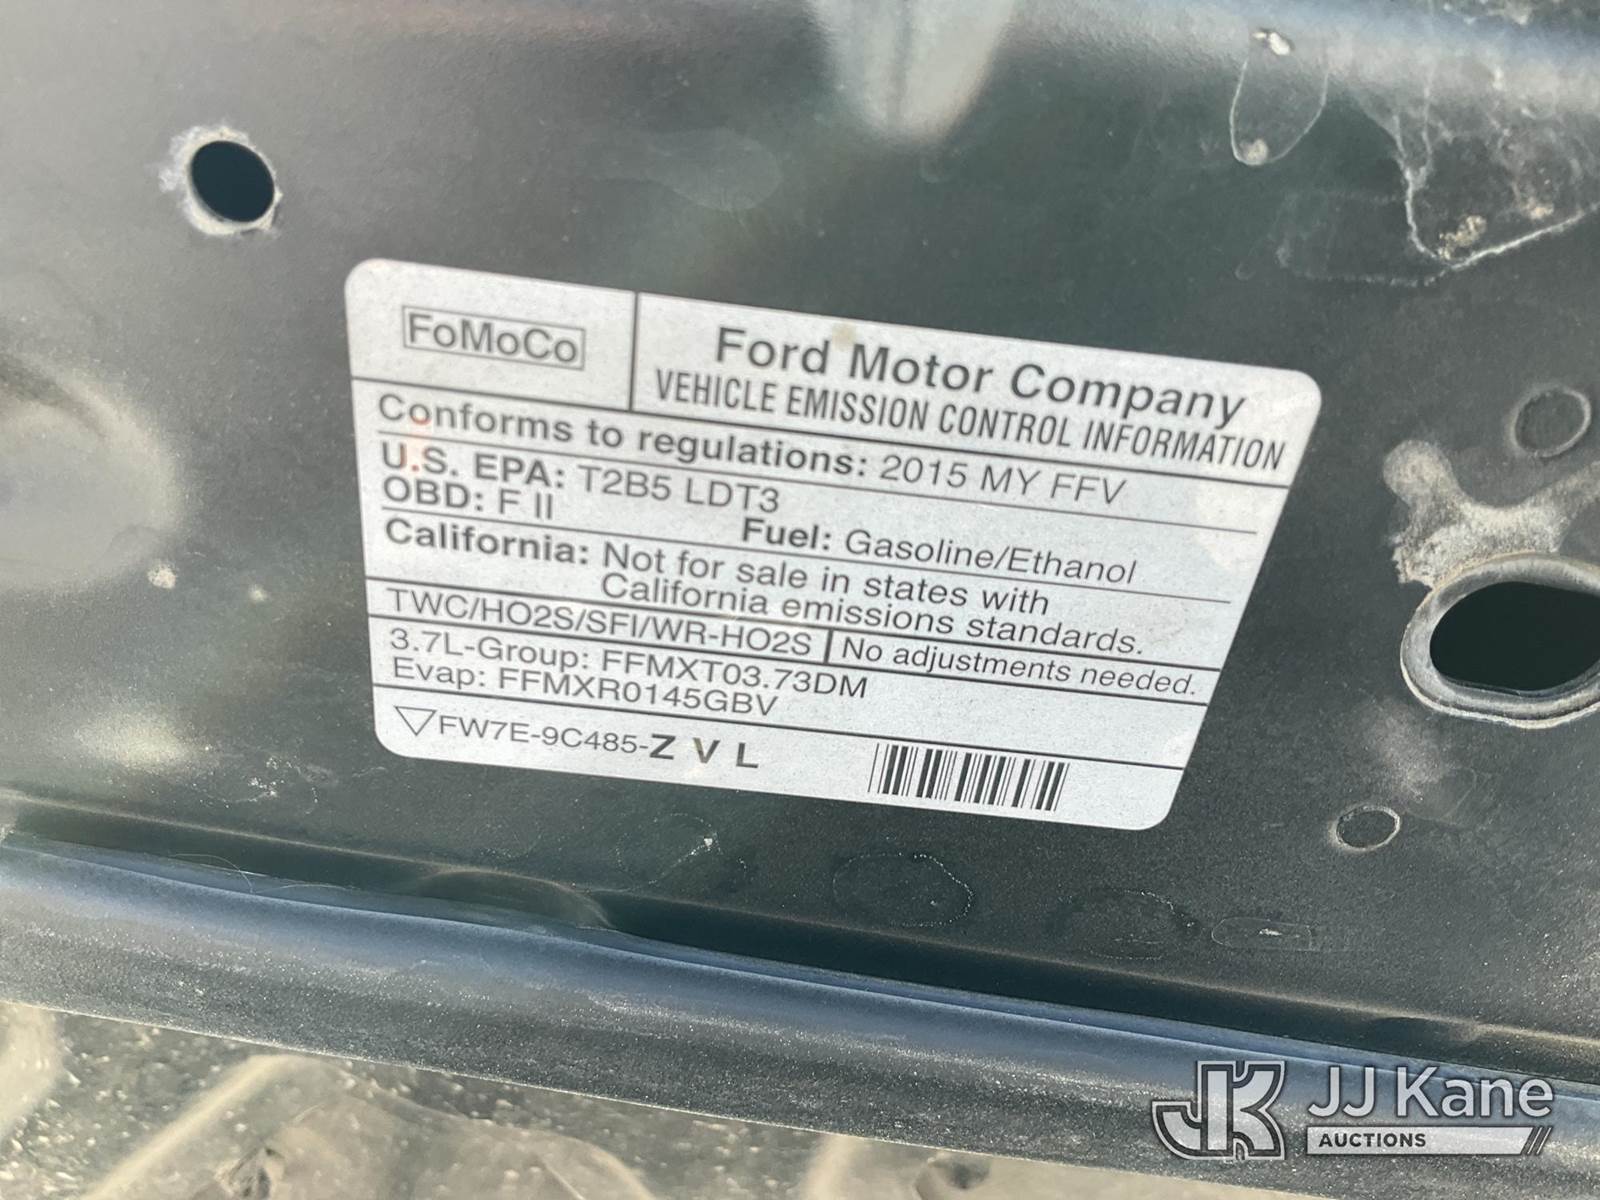 FoMoCo
Ford Motor Company
VEHICLE EMISSION CONTROL INFORMATION
Conforms to regulations: 2015 MY FFV
U.S. EPA: T2B5 LDT3
OBD: F II Fuel: Gasoline/Ethanol
California: Not for sale in states with
California emissions standards.
TWC/HO2S/SFI/WR-HO2S No adjustments needed.
3.7L-Group: FFMXT03.73DM
Evap: FFMXR0145GBV
FW7E-9C485-Z V L
JK JJ Kane
AUCTIONS